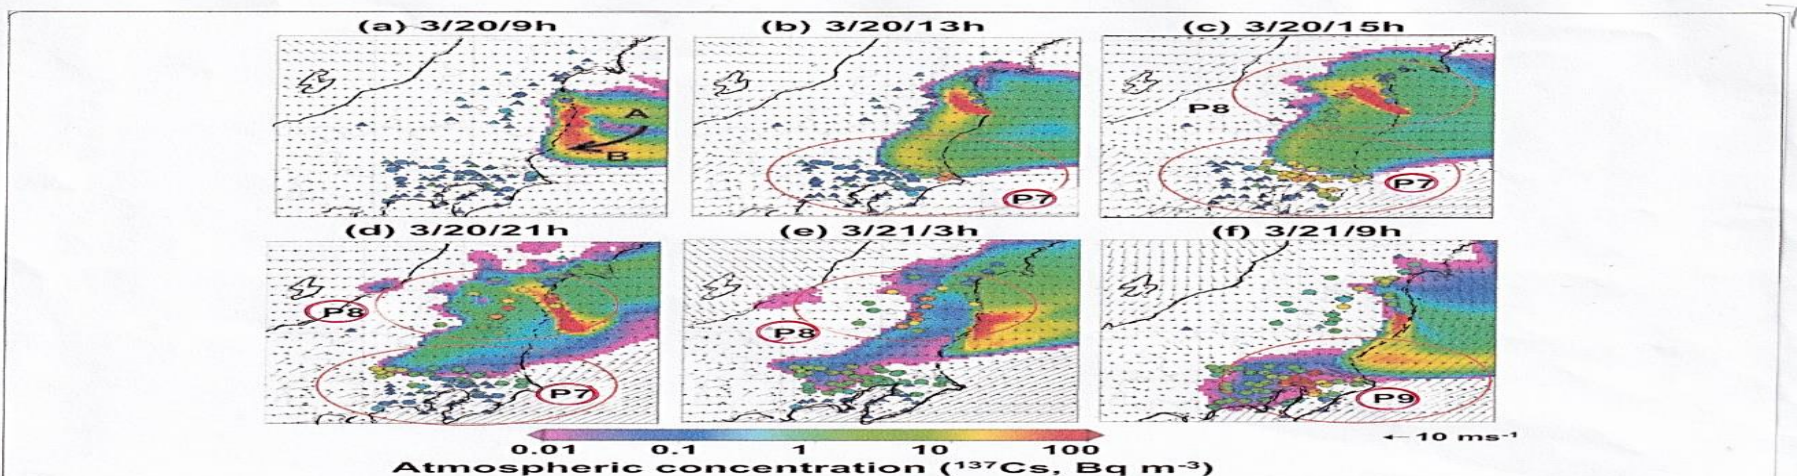 (a) 3/20/9h
(b) 3/20/13h
(c) 3/20/15h
A
B
P7
P8
P7
(d) 3/20/21h
(e) 3/21/3h
(f) 3/21/9h
P8
P7
P8
P9
0.01 0.1 1 10 100
← 10 ms⁻¹
Atmospheric concentration (¹³⁷Cs, Bq m⁻³)